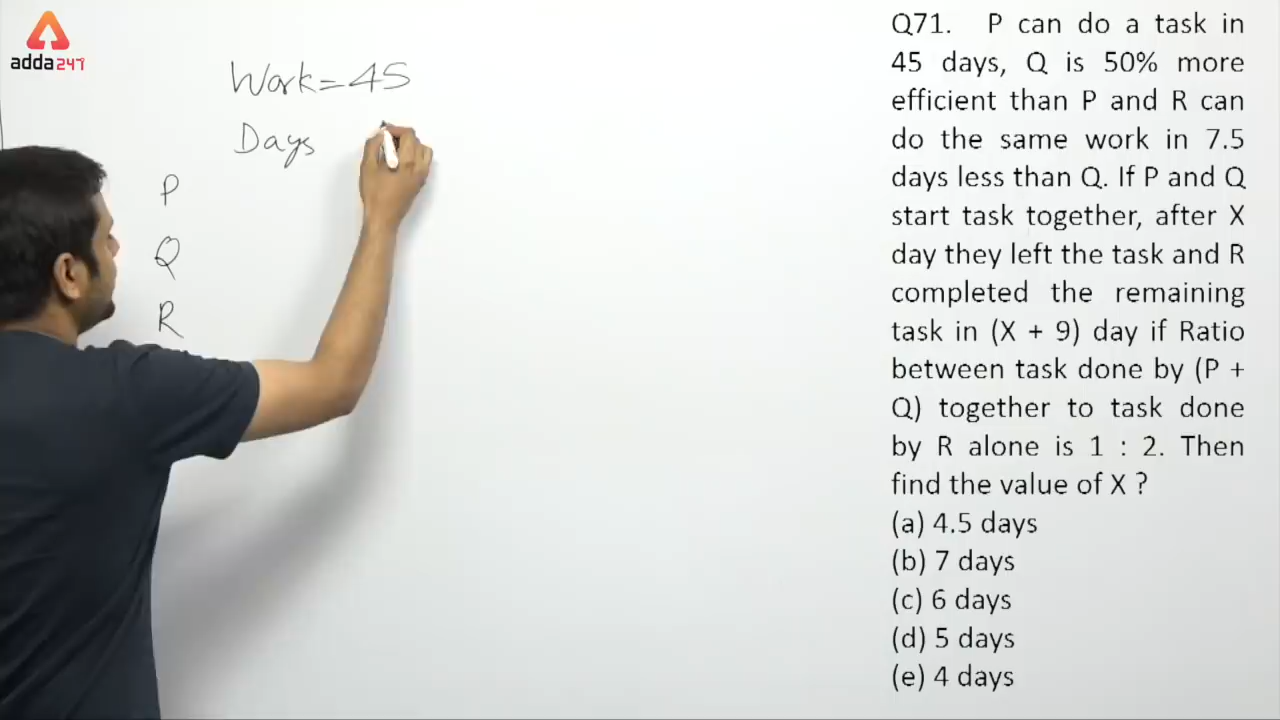 adda247
Work=45
Days
P
Q
R
Q71. P can do a task in
45 days, Q is 50% more
efficient than P and R can
do the same work in 7.5
days less than Q. If P and Q
start task together, after X
day they left the task and R
completed the remaining
task in (X + 9) day if Ratio
between task done by (P +
Q) together to task done
by R alone is 1 : 2. Then
find the value of X ?
(a) 4.5 days
(b) 7 days
(c) 6 days
(d) 5 days
(e) 4 days